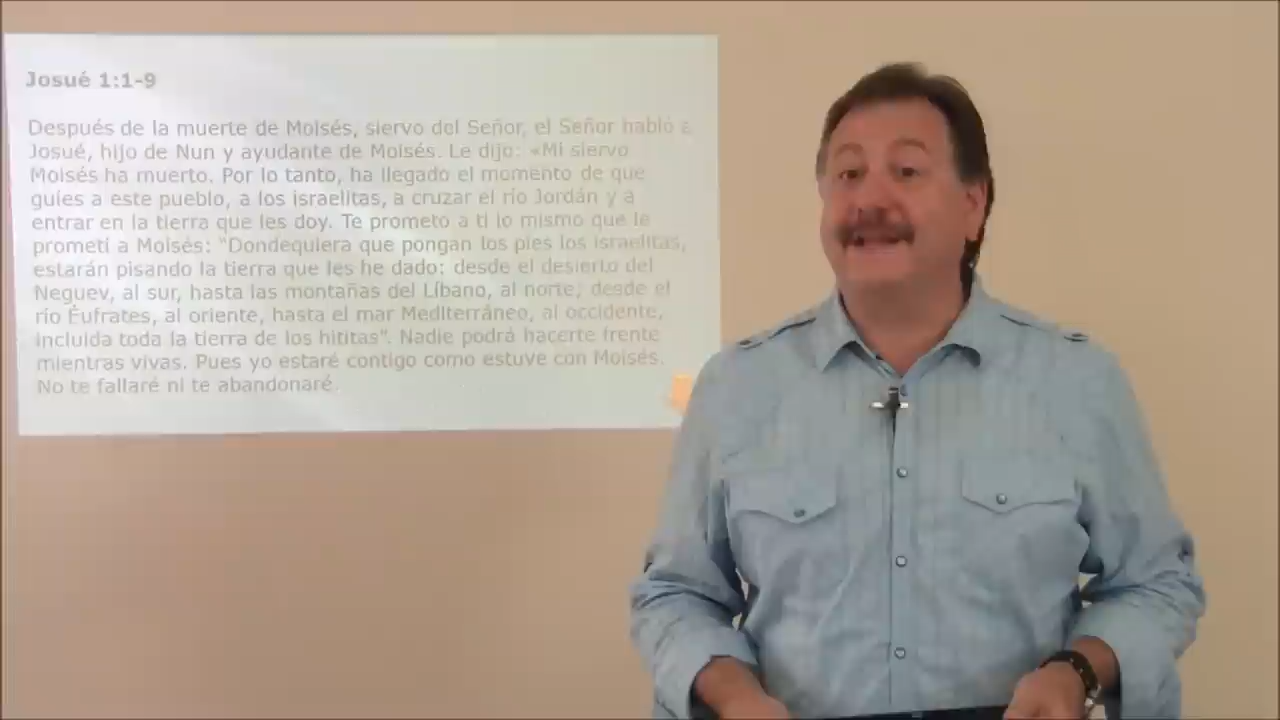 Josué 1:1-9
Después de la muerte de Moisés, siervo del Señor, el Señor habló a
Josué, hijo de Nun y ayudante de Moisés. Le dijo: «Mi siervo
Moisés ha muerto. Por lo tanto, ha llegado el momento de que
guíes a este pueblo, a los israelitas, a cruzar el río Jordán y a
entrar en la tierra que les doy. Te prometo a ti lo mismo que le
prometí a Moisés: "Dondequiera que pongan los pies los israelitas,
estarán pisando la tierra que les he dado: desde el desierto del
Neguev, al sur, hasta las montañas del Líbano, al norte; desde el
río Éufrates, al oriente, hasta el mar Mediterráneo, al occidente,
incluida toda la tierra de los hititas". Nadie podrá hacerte frente
mientras vivas. Pues yo estaré contigo como estuve con Moisés.
No te fallaré ni te abandonaré.